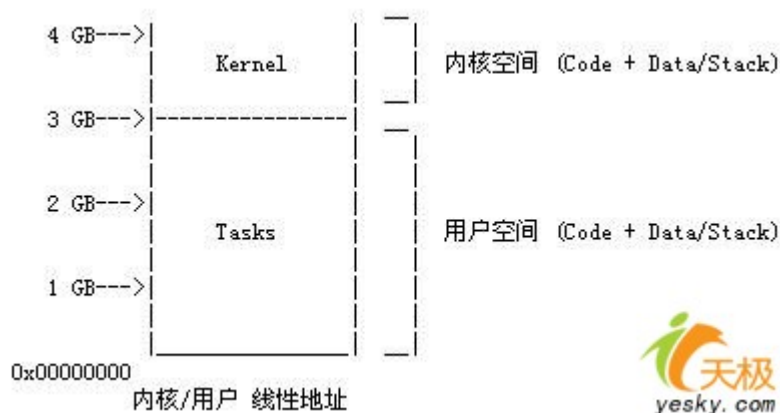 4 GB--->
Kernel
内核空间 (Code + Data/Stack)
3 GB--->
2 GB--->
Tasks
用户空间 (Code + Data/Stack)
1 GB--->
0x00000000
内核/用户 线性地址
天极
yesky.com